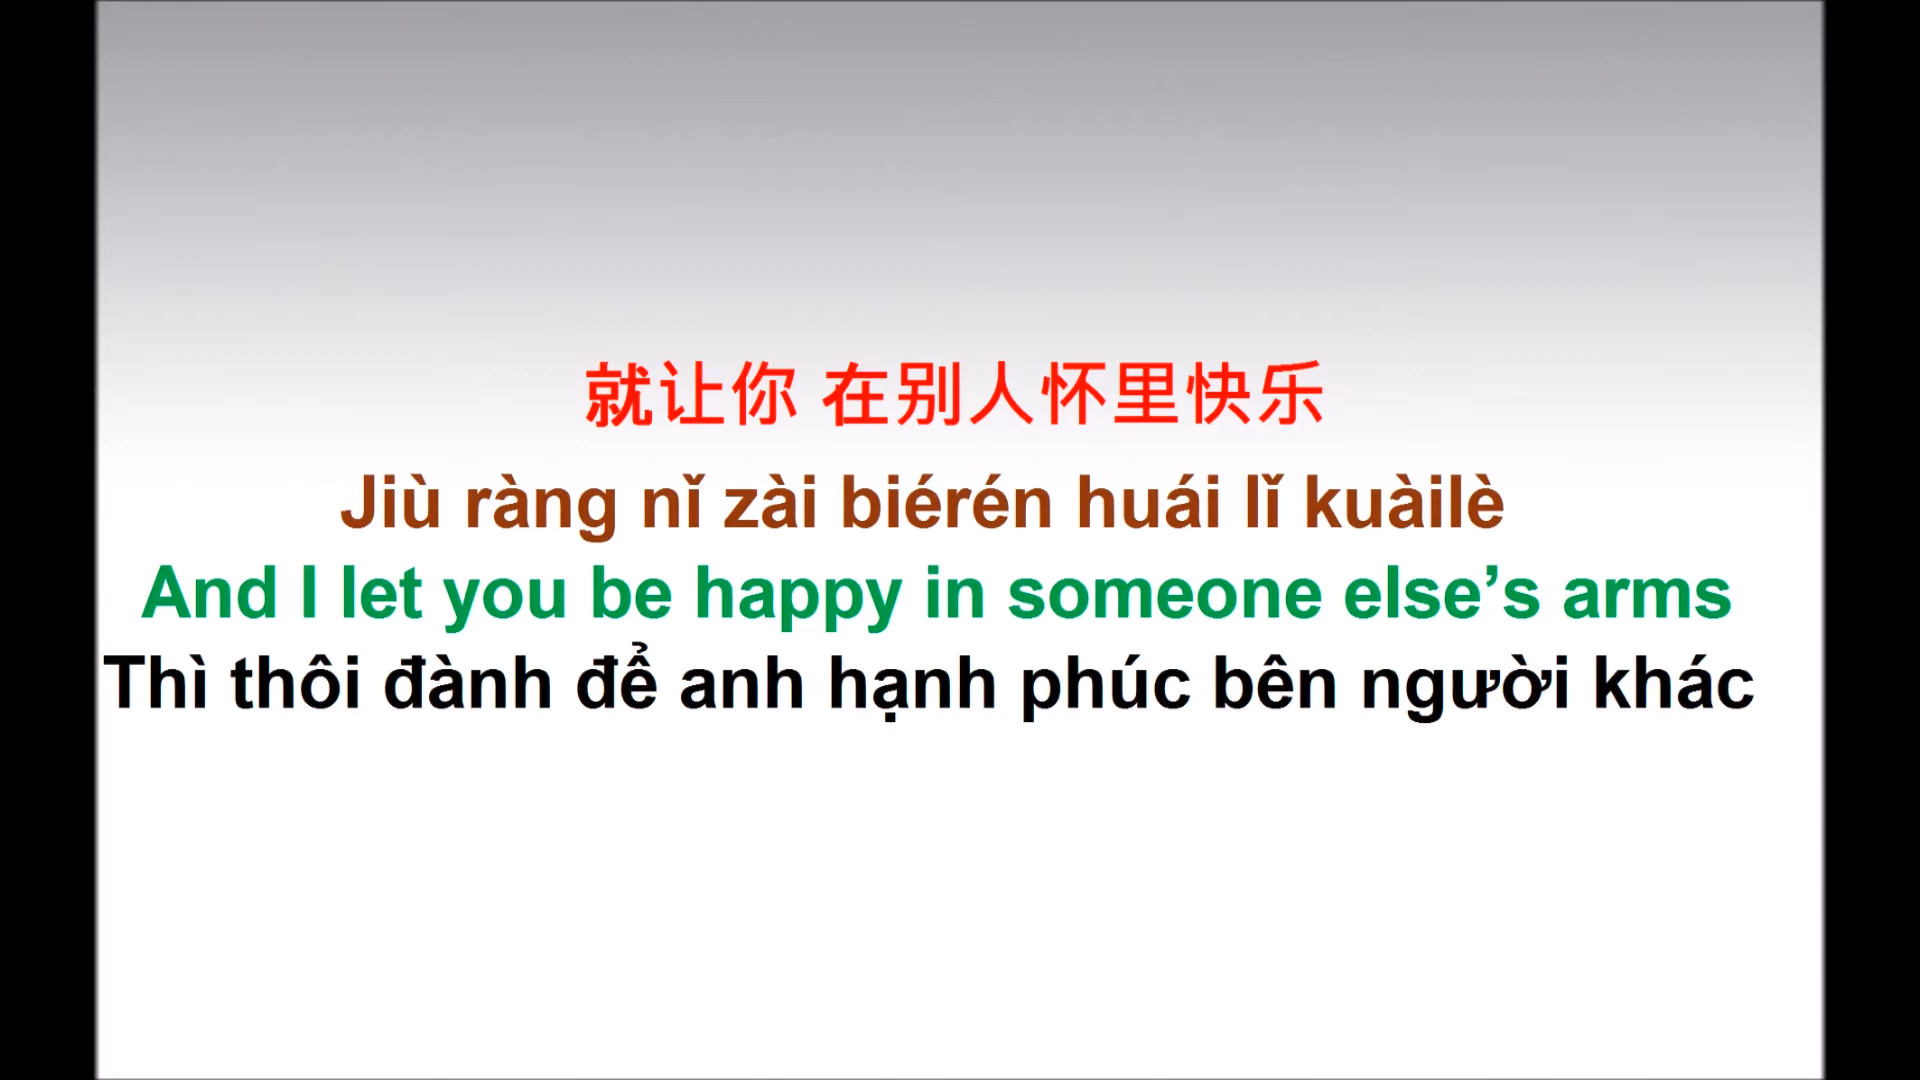 就让你 在别人怀里快乐
Jiù ràng nǐ zài biérén huái lǐ kuàilè
And I let you be happy in someone else’s arms
Thì thôi đành để anh hạnh phúc bên người khác